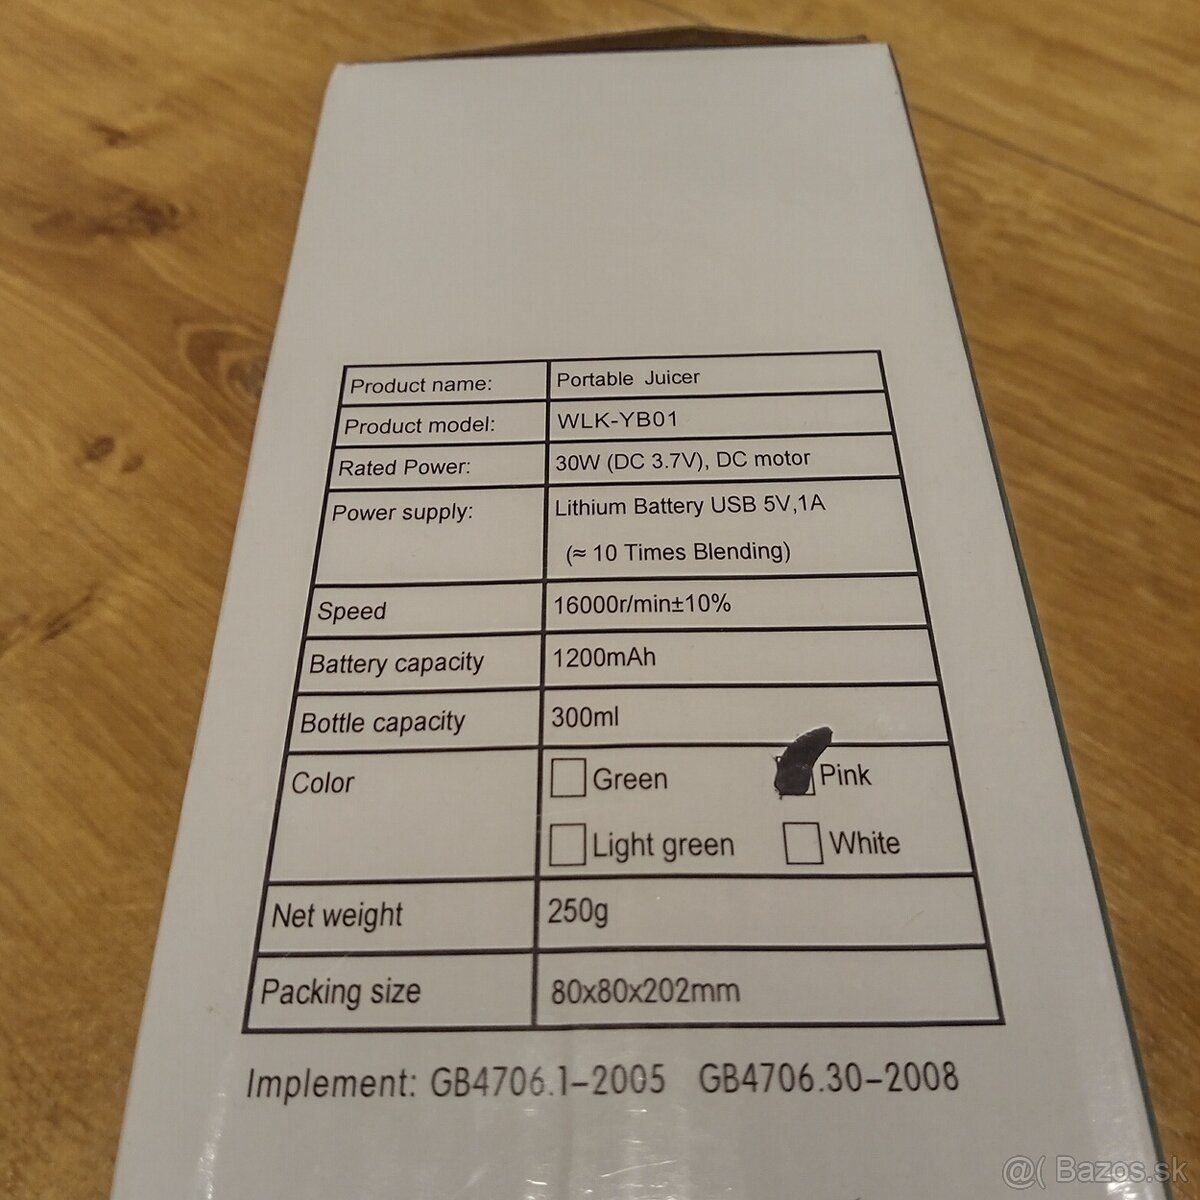 Product name: Portable Juicer
Product model: WLK-YB01
Rated Power: 30W (DC 3.7V), DC motor
Power supply: Lithium Battery USB 5V,1A
(≈ 10 Times Blending)
Speed 16000r/min±10%
Battery capacity 1200mAh
Bottle capacity 300ml
Color Green Pink
Light green White
Net weight 250g
Packing size 80x80x202mm
Implement: GB4706.1-2005 GB4706.30-2008
@( Bazos.sk